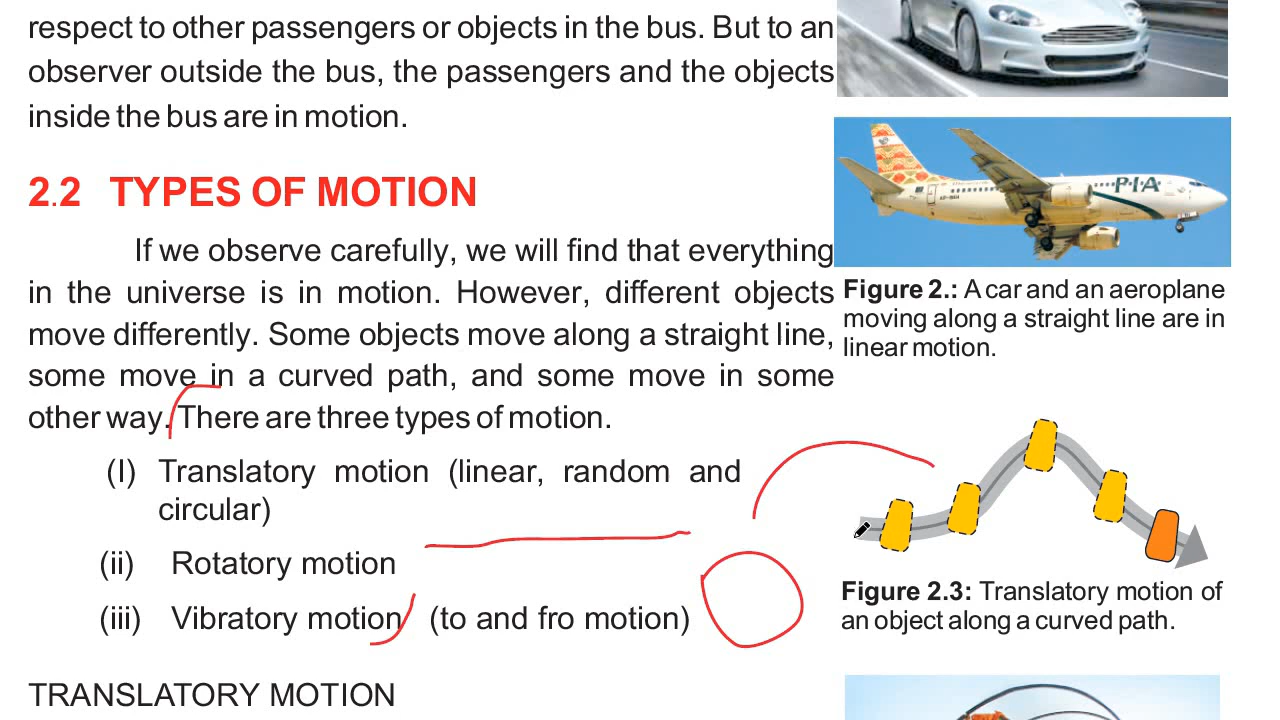 respect to other passengers or objects in the bus. But to an
observer outside the bus, the passengers and the objects
inside the bus are in motion.
2.2 TYPES OF MOTION
If we observe carefully, we will find that everything
in the universe is in motion. However, different objects
move differently. Some objects move along a straight line,
some move in a curved path, and some move in some
other way. There are three types of motion.
(I) Translatory motion (linear, random and
circular)
(ii) Rotatory motion
(iii) Vibratory motion (to and fro motion)
TRANSLATORY MOTION
PIA
Figure 2.: A car and an aeroplane
moving along a straight line are in
linear motion.
Figure 2.3: Translatory motion of
an object along a curved path.